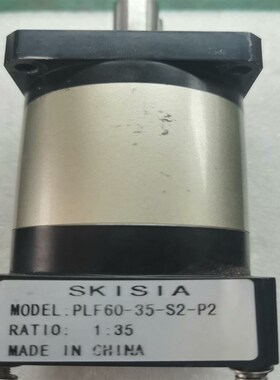 SKISIA
MODEL:PLF60-35-S2-P2
RATIO: 1:35
MADE IN CHINA